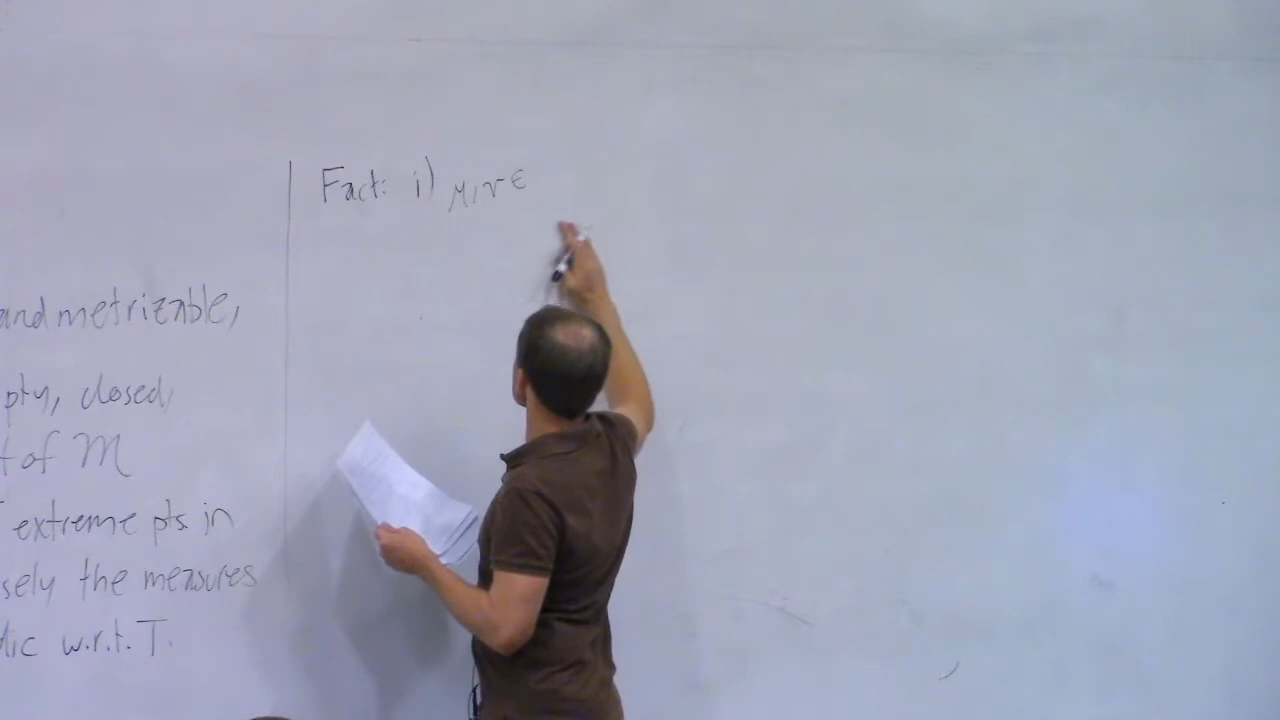 and metrizable,
pty, closed,
t of M
extreme pts in
sely the measures
dic w.r.t. T.
Fact: i) μ, ν ∈